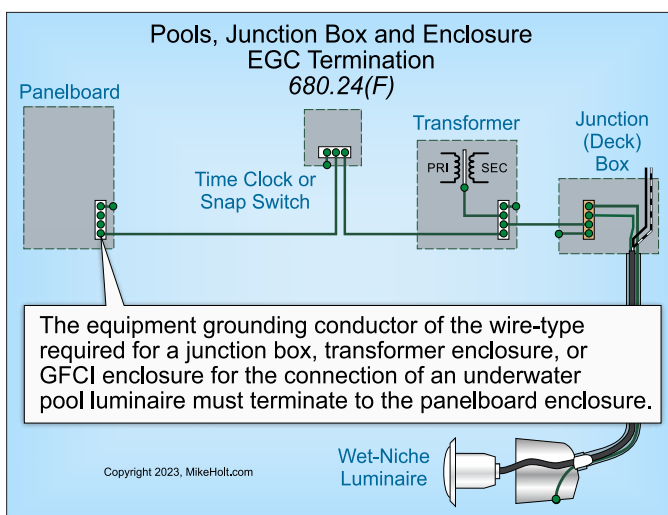 Pools, Junction Box and Enclosure
EGC Termination
680.24(F)
Panelboard
Time Clock or
Snap Switch
Transformer
PRI SEC
Junction
(Deck)
Box
The equipment grounding conductor of the wire-type
required for a junction box, transformer enclosure, or
GFCI enclosure for the connection of an underwater
pool luminaire must terminate to the panelboard enclosure.
Copyright 2023, MikeHolt.com
Wet-Niche
Luminaire